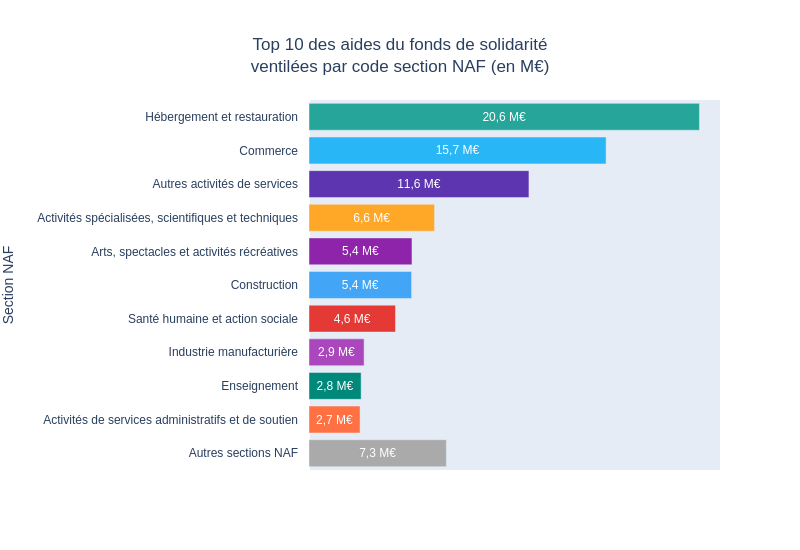 Top 10 des aides du fonds de solidarité
ventilées par code section NAF (en M€)
Section NAF
Hébergement et restauration 20,6 M€
Commerce 15,7 M€
Autres activités de services 11,6 M€
Activités spécialisées, scientifiques et techniques 6,6 M€
Arts, spectacles et activités récréatives 5,4 M€
Construction 5,4 M€
Santé humaine et action sociale 4,6 M€
Industrie manufacturière 2,9 M€
Enseignement 2,8 M€
Activités de services administratifs et de soutien 2,7 M€
Autres sections NAF 7,3 M€